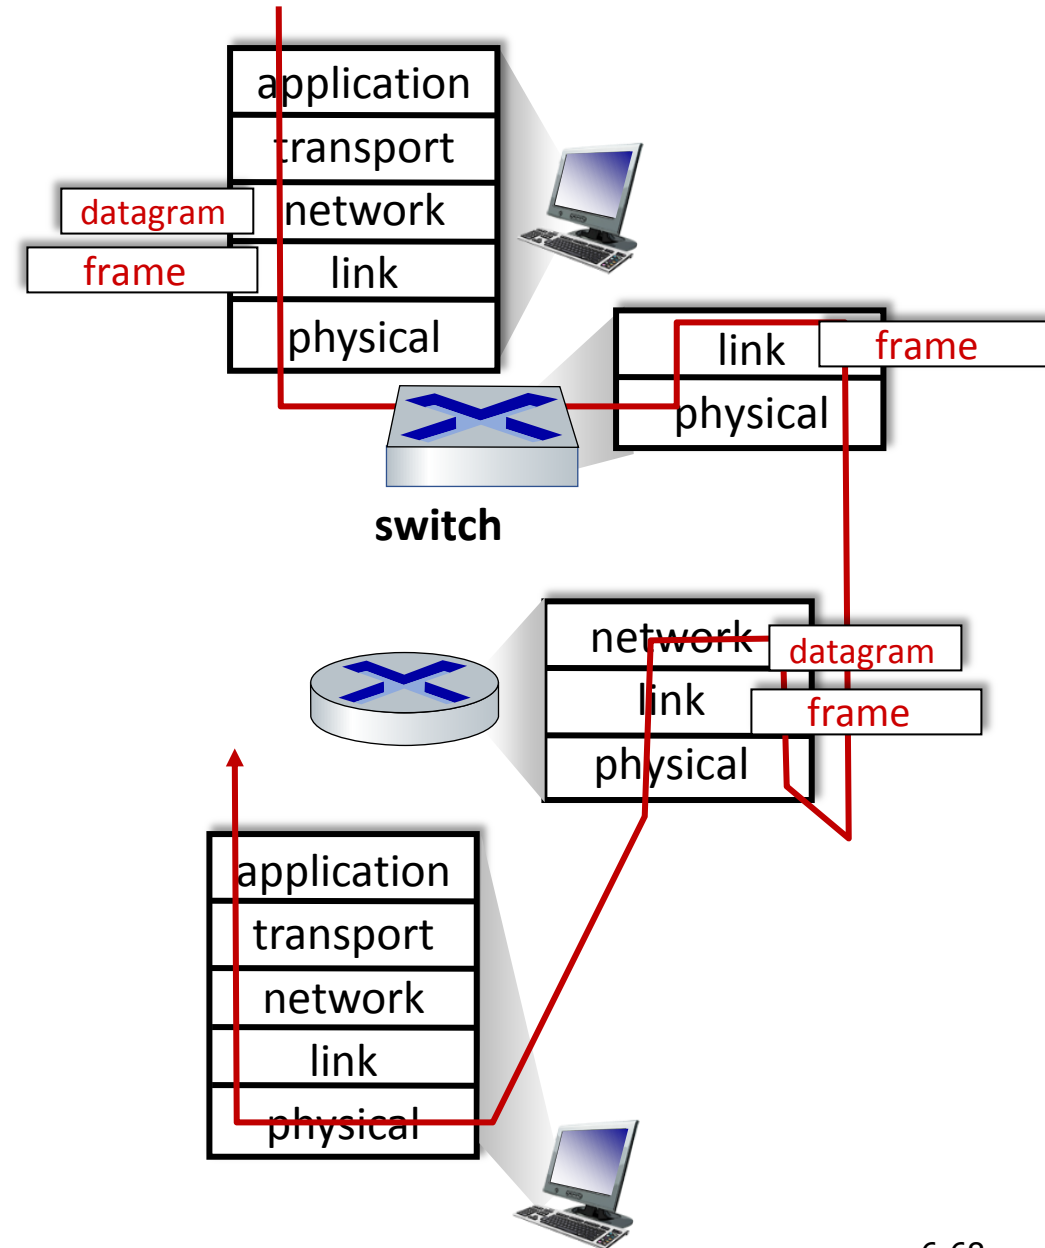 application
transport
datagram
network
frame
link
physical
link
frame
physical
switch
network
datagram
link
frame
physical
application
transport
network
link
physical